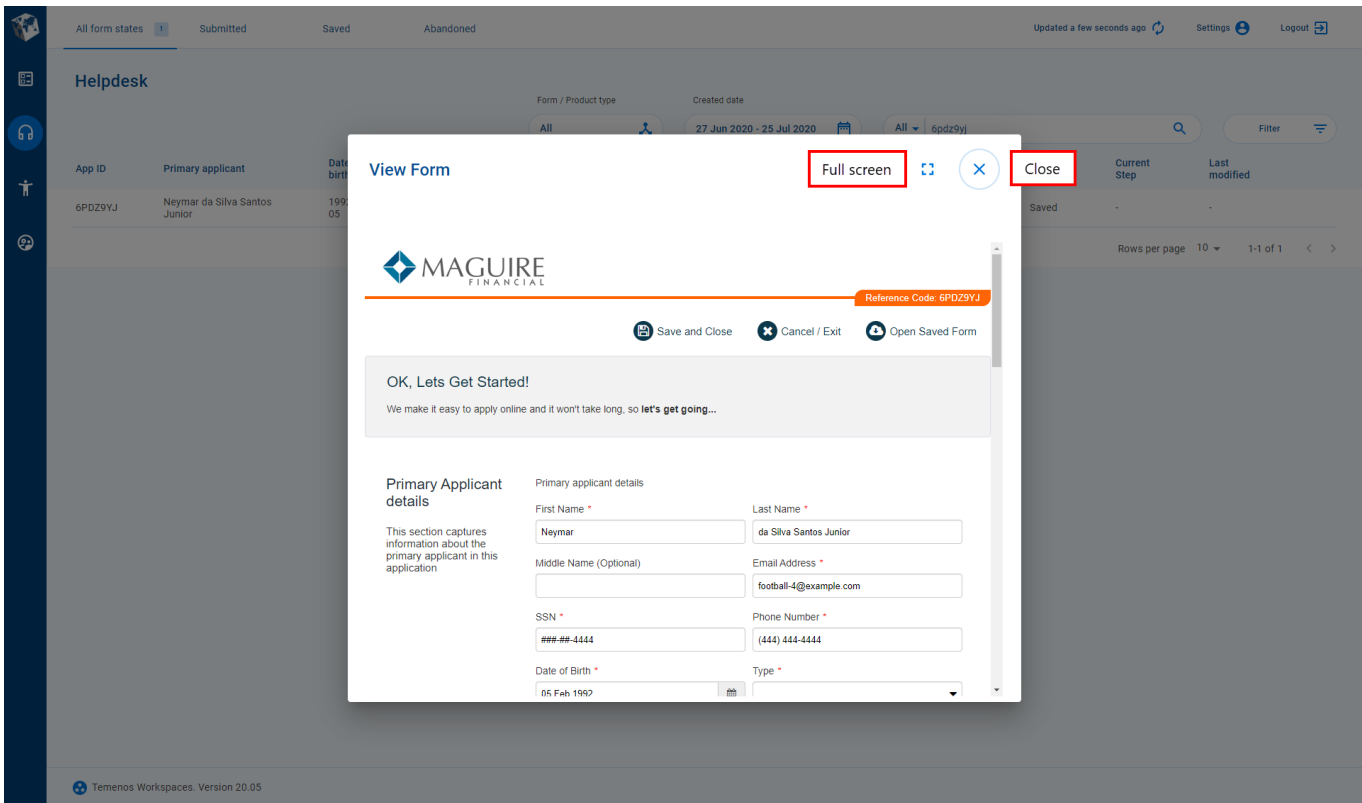 All form states 1 Submitted Saved Abandoned Updated a few seconds ago Settings Logout
Helpdesk
Form / Product type Created date
All 27 Jun 2020 - 25 Jul 2020 All 6pdz9yj Filter
View Form Full screen Close
App ID Primary applicant Date
birth Current
Step Last
modified
6PDZ9YJ Neymar da Silva Santos
Junior 199
05 Saved - -
Rows per page 10 1-1 of 1
MAGUIRE
FINANCIAL
Reference Code: 6PDZ9YJ
Save and Close Cancel / Exit Open Saved Form
OK, Lets Get Started!
We make it easy to apply online and it won't take long, so let's get going...
Primary Applicant
details
This section captures
information about the
primary applicant in this
application
Primary applicant details
First Name * Last Name *
Neymar da Silva Santos Junior
Middle Name (Optional) Email Address *
football-4@example.com
SSN * Phone Number *
###-##-4444 (444) 444-4444
Date of Birth * Type *
05 Feb 1992
Temenos Workspaces. Version 20.05